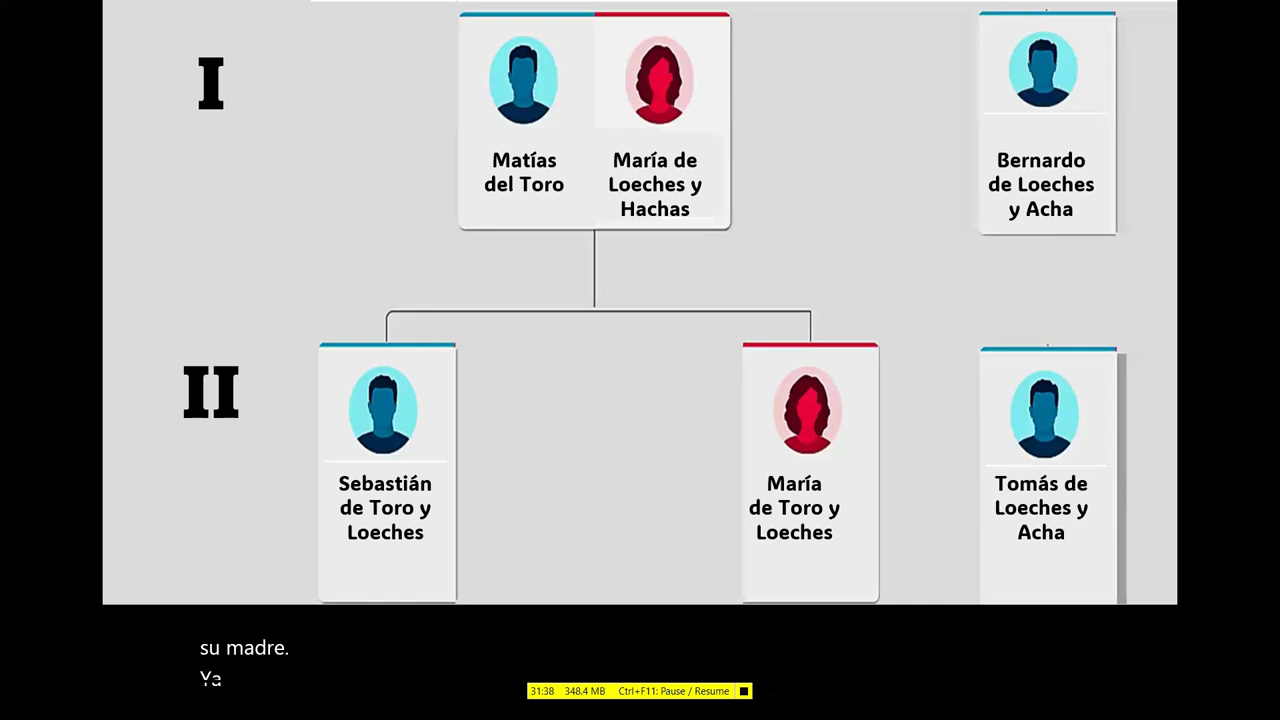 I
Matías
del Toro
María de
Loeches y
Hachas
Bernardo
de Loeches
y Acha
II
Sebastián
de Toro y
Loeches
María
de Toro y
Loeches
Tomás de
Loeches y
Acha
su madre.
Ya
31:38 348.4 MB Ctrl+F11: Pause / Resume